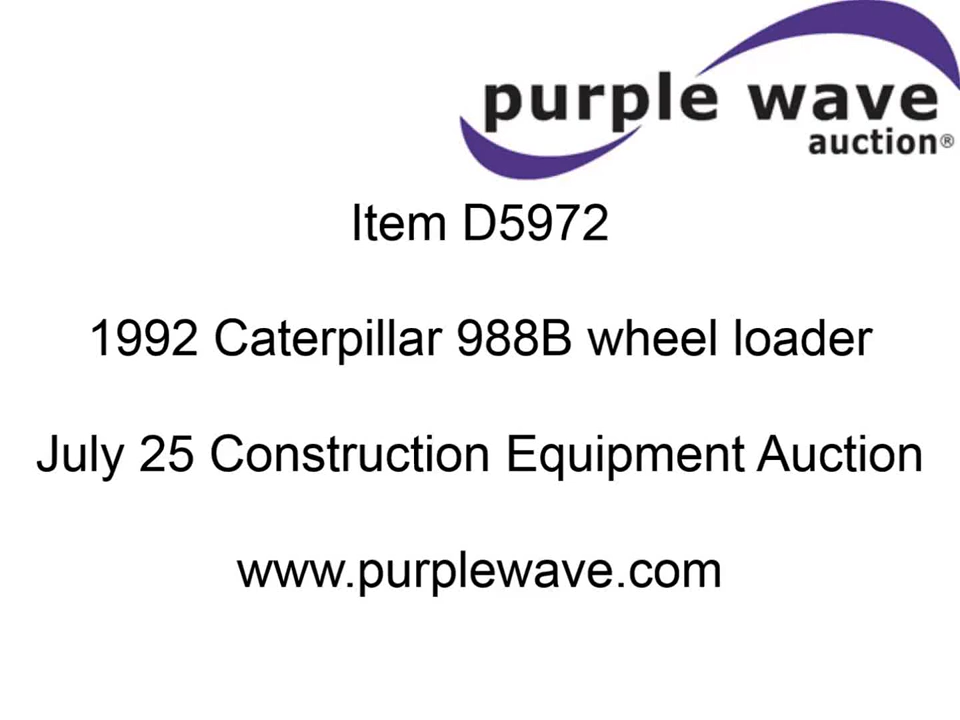 purple wave
auction®
Item D5972
1992 Caterpillar 988B wheel loader
July 25 Construction Equipment Auction
www.purplewave.com